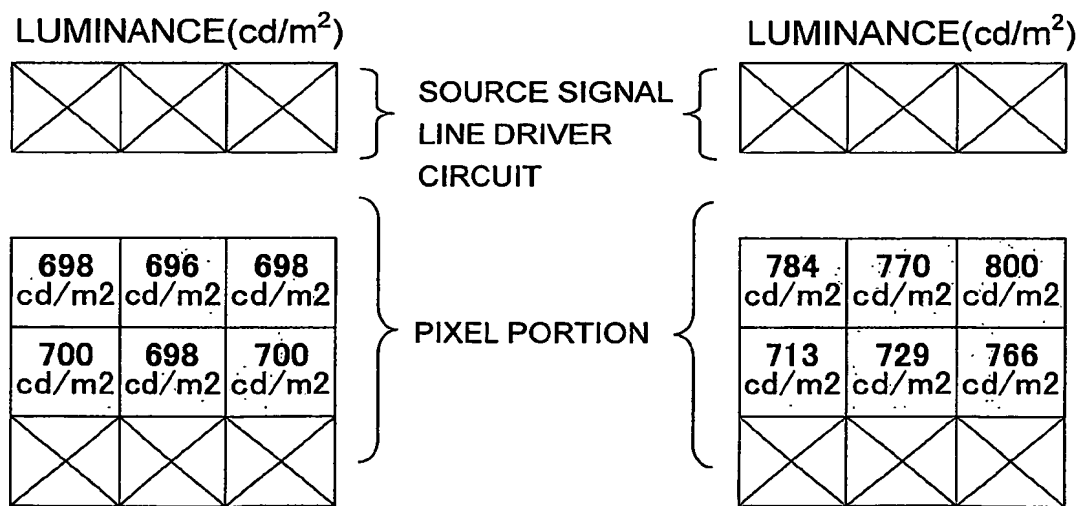 LUMINANCE(cd/m²)
LUMINANCE(cd/m²)
SOURCE SIGNAL
LINE DRIVER
CIRCUIT
698 696 698
cd/m2 cd/m2 cd/m2
700 698 700
cd/m2 cd/m2 cd/m2
PIXEL PORTION
784 770 800
cd/m2 cd/m2 cd/m2
713 729 766
cd/m2 cd/m2 cd/m2